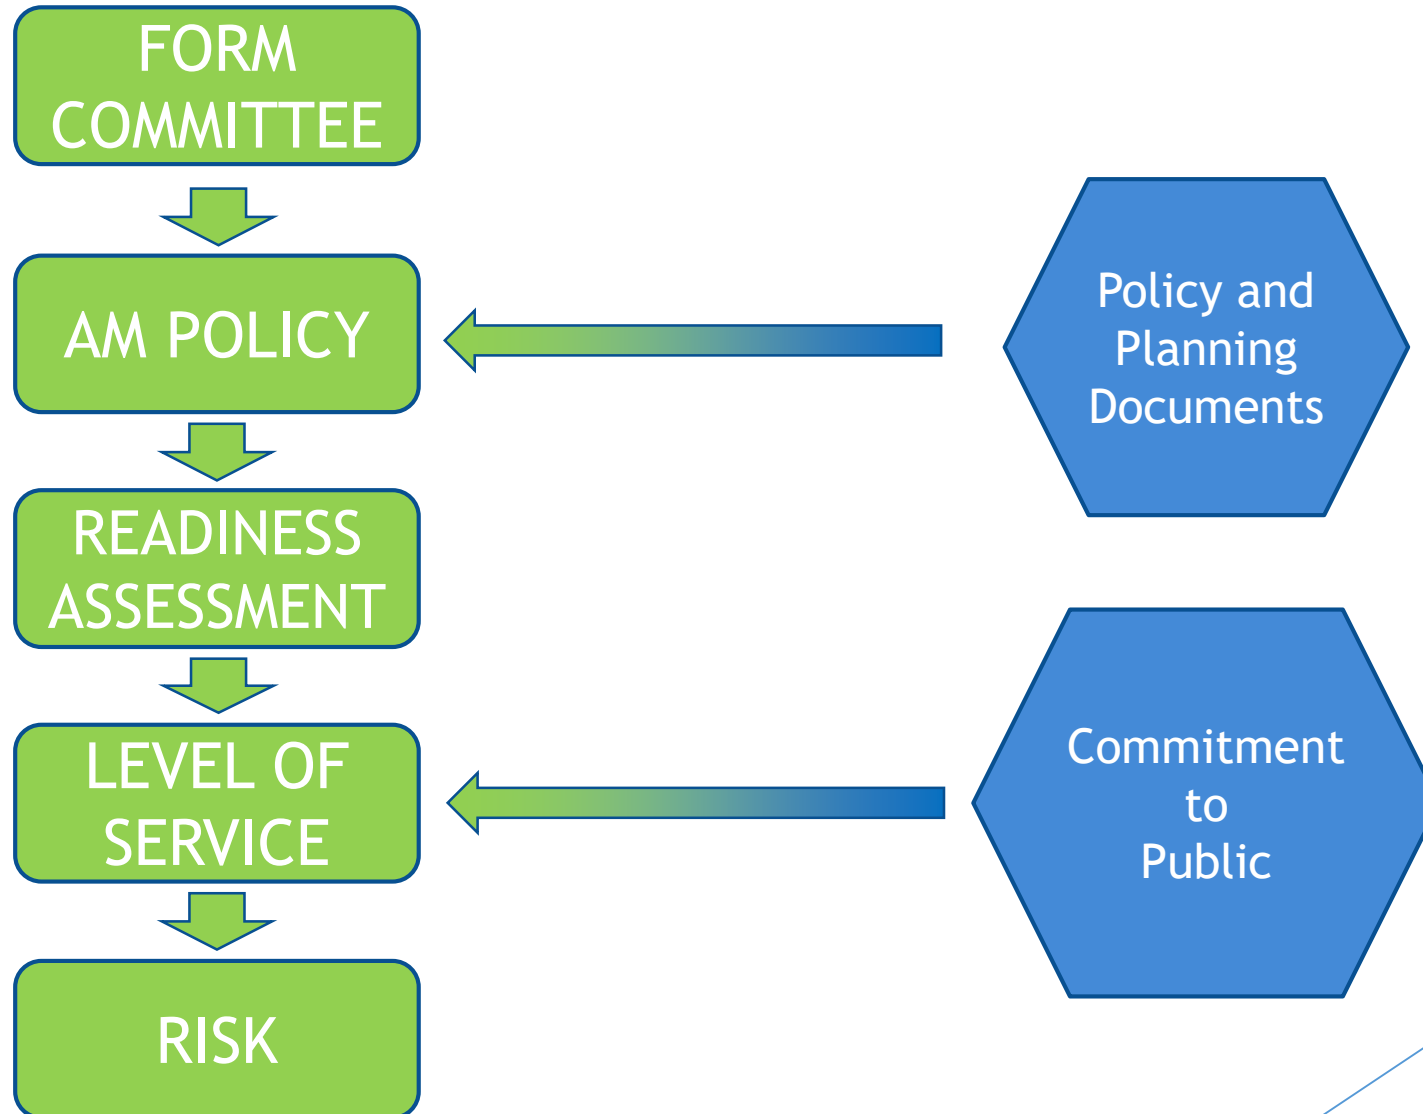 FORM
COMMITTEE
AM POLICY
Policy and
Planning
Documents
READINESS
ASSESSMENT
LEVEL OF
SERVICE
Commitment
to
Public
RISK